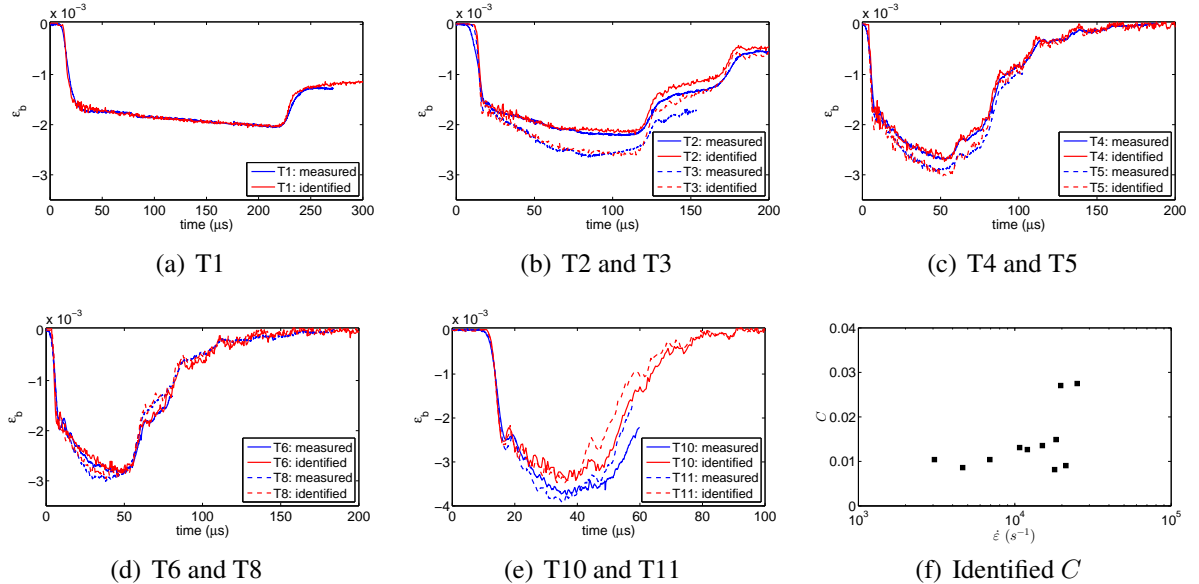 x 10⁻³
0
−1
−2
−3
ε_b
0 50 100 150 200 250 300
time (μs)
T1: measured
T1: identified
(a) T1
x 10⁻³
0
−1
−2
−3
ε_b
0 50 100 150 200
time (μs)
T2: measured
T2: identified
T3: measured
T3: identified
(b) T2 and T3
x 10⁻³
0
−1
−2
−3
ε_b
0 50 100 150 200
time (μs)
T4: measured
T4: identified
T5: measured
T5: identified
(c) T4 and T5
x 10⁻³
0
−1
−2
−3
ε_b
0 50 100 150 200
time (μs)
T6: measured
T6: identified
T8: measured
T8: identified
(d) T6 and T8
x 10⁻³
0
−1
−2
−3
−4
ε_b
0 20 40 60 80 100
time (μs)
T10: measured
T10: identified
T11: measured
T11: identified
(e) T10 and T11
0.04
0.03
0.02
0.01
0
C
10³ 10⁴ 10⁵
ε̇ (s⁻¹)
(f) Identified C